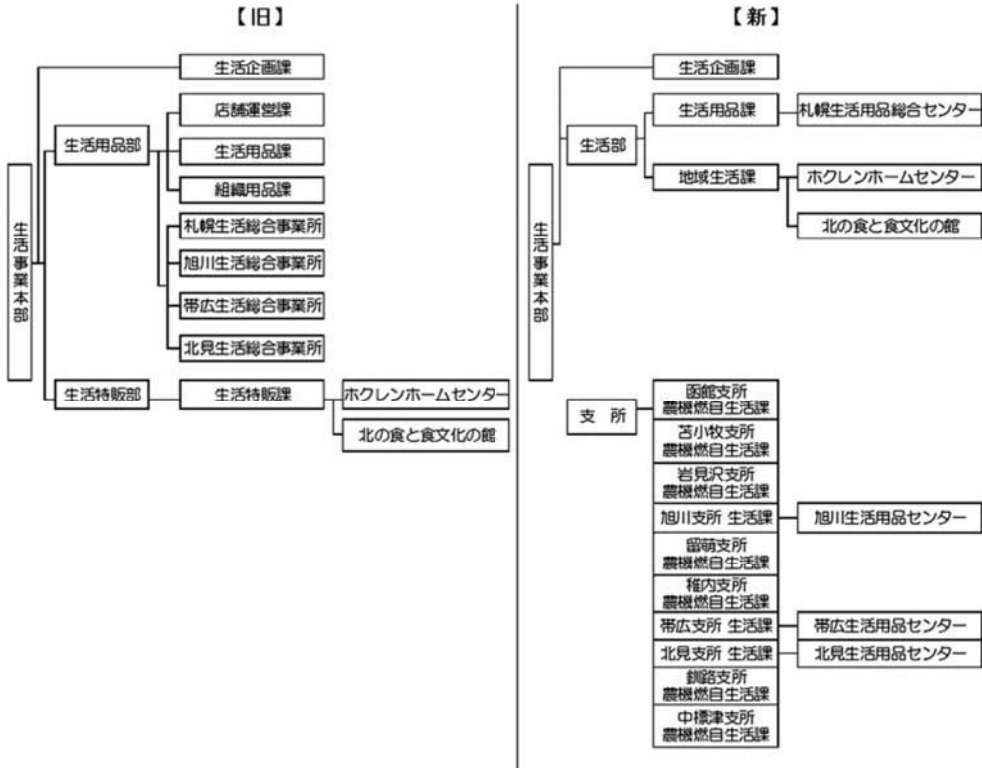 【旧】
生活事業本部
生活企画課
生活用品部
店舗運営課
生活用品課
組織用品課
札幌生活総合事業所
旭川生活総合事業所
帯広生活総合事業所
北見生活総合事業所
生活特販部
生活特販課
ホクレンホームセンター
北の食と食文化の館
【新】
生活事業本部
生活企画課
生活部
生活用品課
札幌生活用品総合センター
地域生活課
ホクレンホームセンター
北の食と食文化の館
支 所
函館支所
農機燃自生活課
苫小牧支所
農機燃自生活課
岩見沢支所
農機燃自生活課
旭川支所 生活課
旭川生活用品センター
留萌支所
農機燃自生活課
稚内支所
農機燃自生活課
帯広支所 生活課
帯広生活用品センター
北見支所 生活課
北見生活用品センター
釧路支所
農機燃自生活課
中標津支所
農機燃自生活課